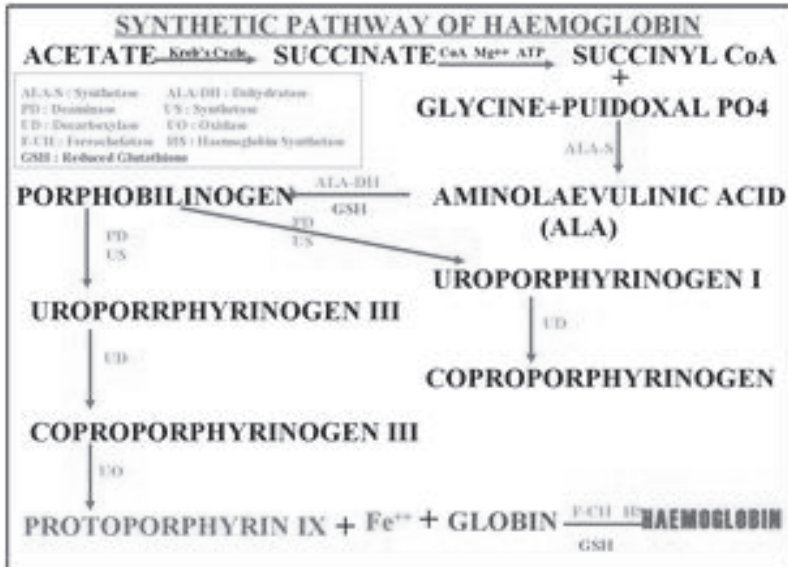 SYNTHETIC PATHWAY OF HAEMOGLOBIN
ACETATE Kreb's Cycle SUCCINATE CoA Mg++ ATP SUCCINYL CoA
+
GLYCINE+PUIDOXAL PO4
ALA-S : Synthetase ALA-DH : Dehydratase
PD : Deaminase US : Synthetase
UD : Decarboxylase UO : Oxidase
F-CH : Ferrochelatase HS : Haemoglobin Synthetase
GSH : Reduced Glutathione
ALA-S
PORPHOBILINOGEN ALA-DH AMINOLAEVULINIC ACID
GSH
(ALA)
PD
US
PD
US
UROPORPHYRINOGEN I
UROPORRPHYRINOGEN III
UD
UD
COPROPORPHYRINOGEN
COPROPORPHYRINOGEN III
UO
PROTOPORPHYRIN IX + Fe++ + GLOBIN F-CH HS HAEMOGLOBIN
GSH